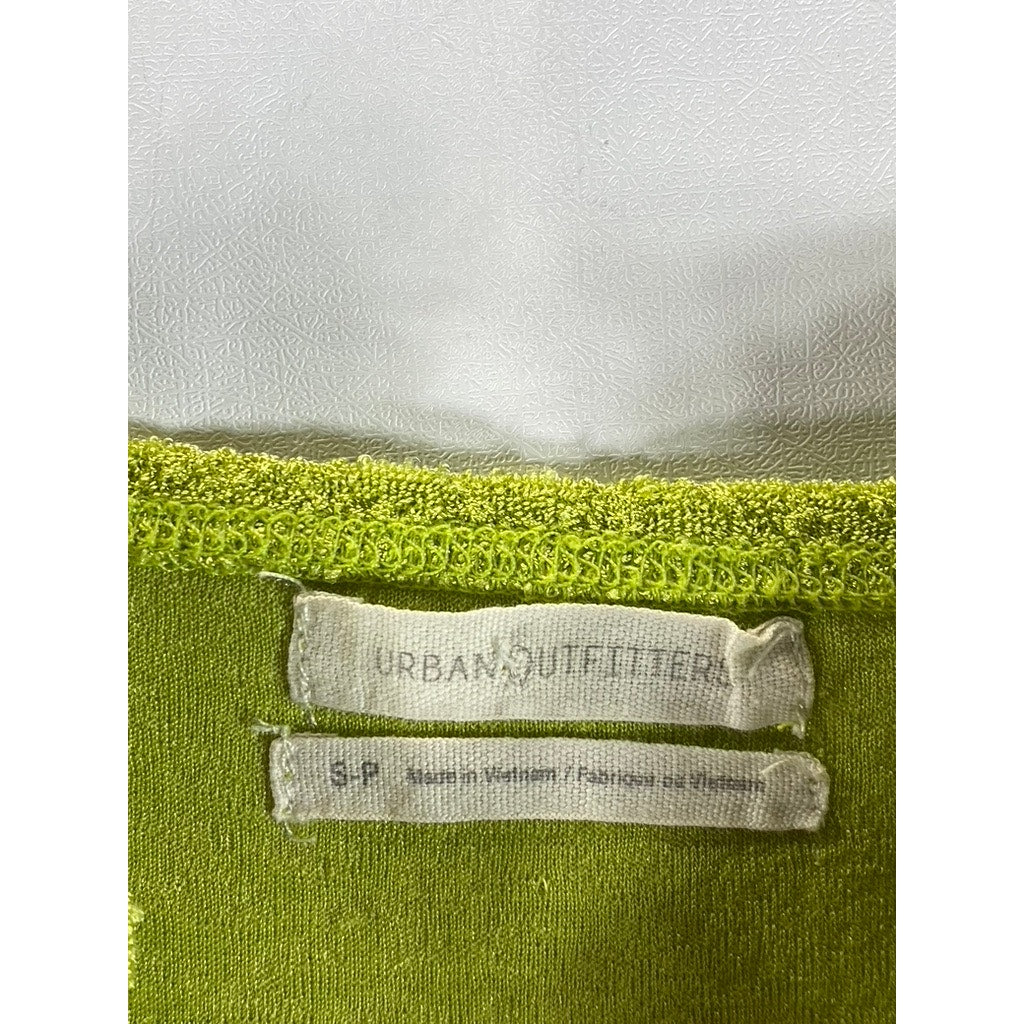 URBAN OUTFITTERS
S-P Made in Vietnam / Fabriqué au Vietnam